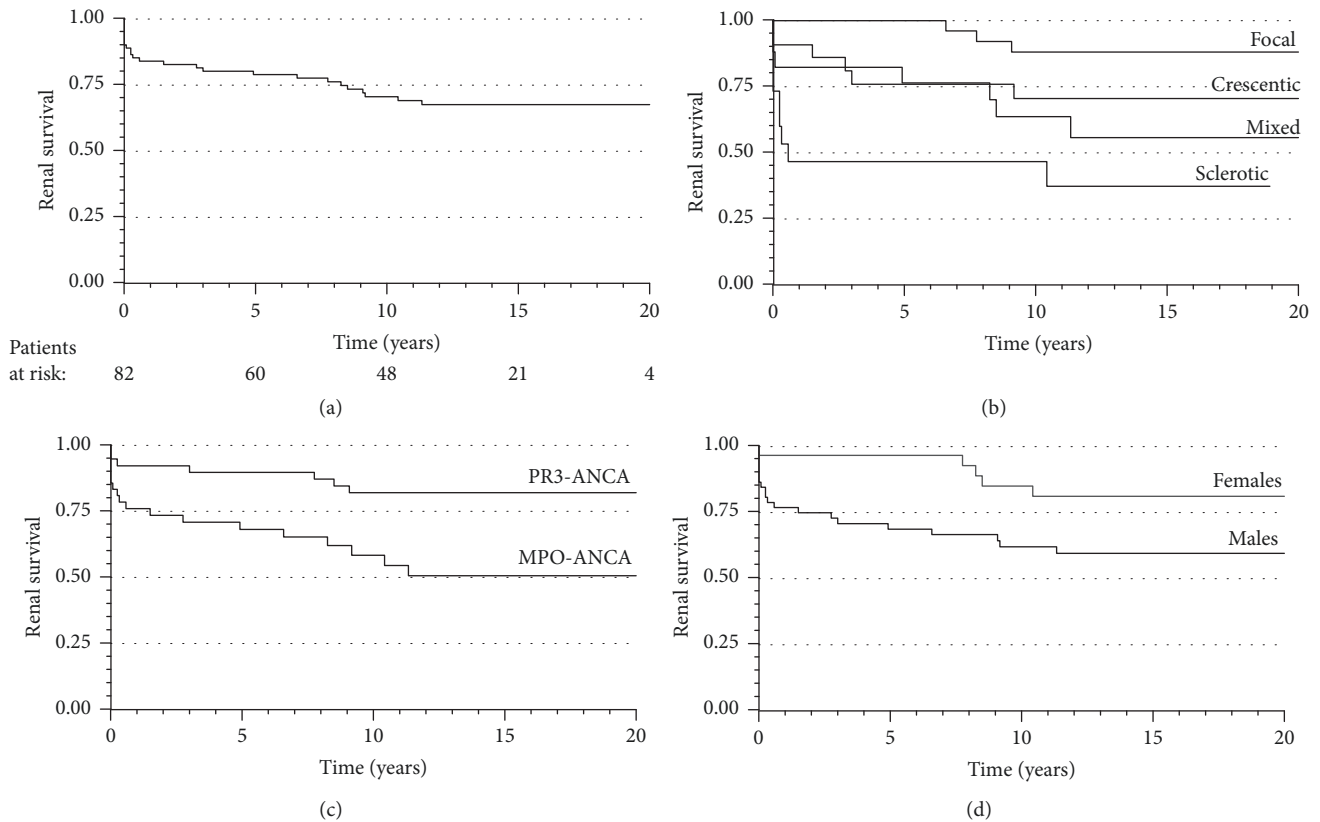 1.00
0.75
0.50
0.25
0.00
Renal survival
0 5 10 15 20
Time (years)
Patients
at risk: 82 60 48 21 4
(a)
1.00
0.75
0.50
0.25
0.00
Renal survival
Focal
Crescentic
Mixed
Sclerotic
0 5 10 15 20
Time (years)
(b)
1.00
0.75
0.50
0.25
0.00
Renal survival
PR3-ANCA
MPO-ANCA
0 5 10 15 20
Time (years)
(c)
1.00
0.75
0.50
0.25
0.00
Renal survival
Females
Males
0 5 10 15 20
Time (years)
(d)